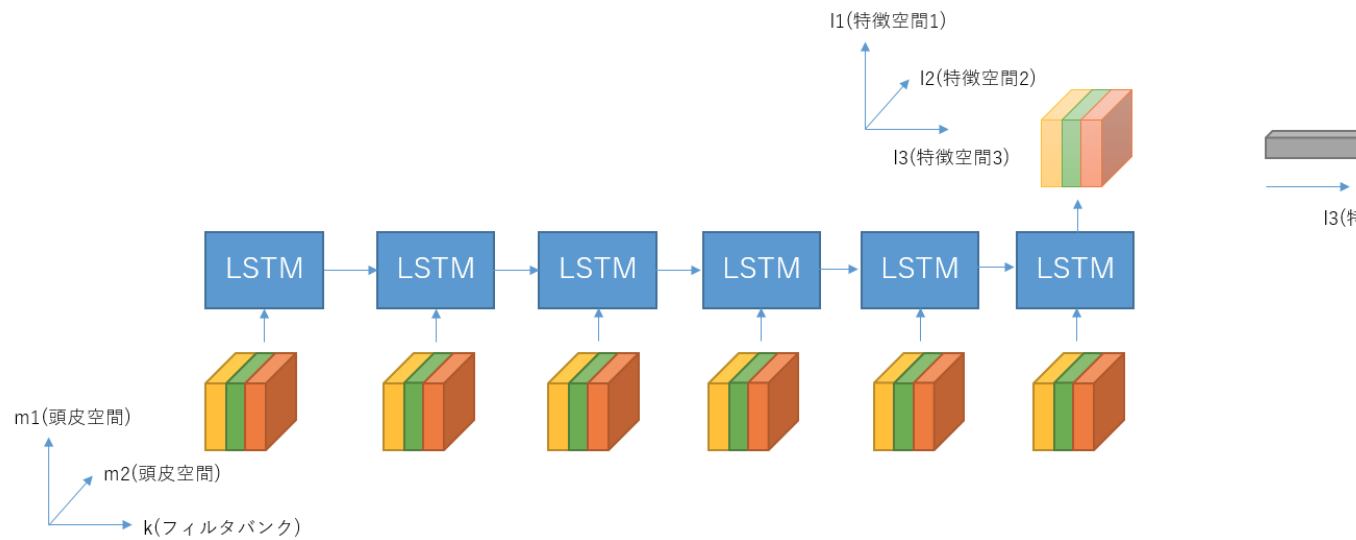 l1(特徴空間1)
l2(特徴空間2)
l3(特徴空間3)
l3(特
LSTM LSTM LSTM LSTM LSTM LSTM
m1(頭皮空間)
m2(頭皮空間)
k(フィルタバンク)